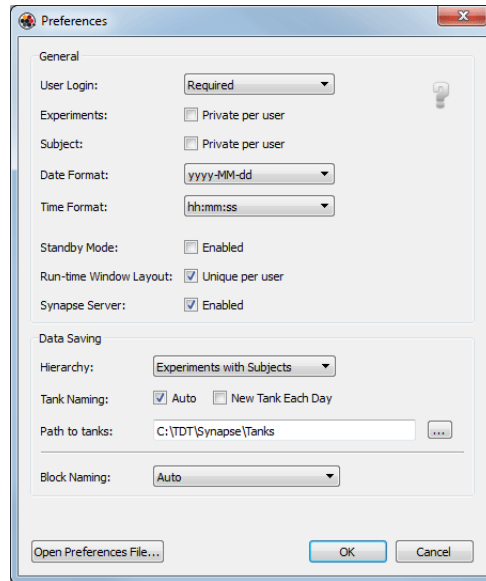 Preferences
General
User Login: Required
Experiments: Private per user
Subject: Private per user
Date Format: yyyy-MM-dd
Time Format: hh:mm:ss
Standby Mode: Enabled
Run-time Window Layout: Unique per user
Synapse Server: Enabled
Data Saving
Hierarchy: Experiments with Subjects
Tank Naming: Auto New Tank Each Day
Path to tanks: C:\TDT\Synapse\Tanks ...
Block Naming: Auto
Open Preferences File... OK Cancel